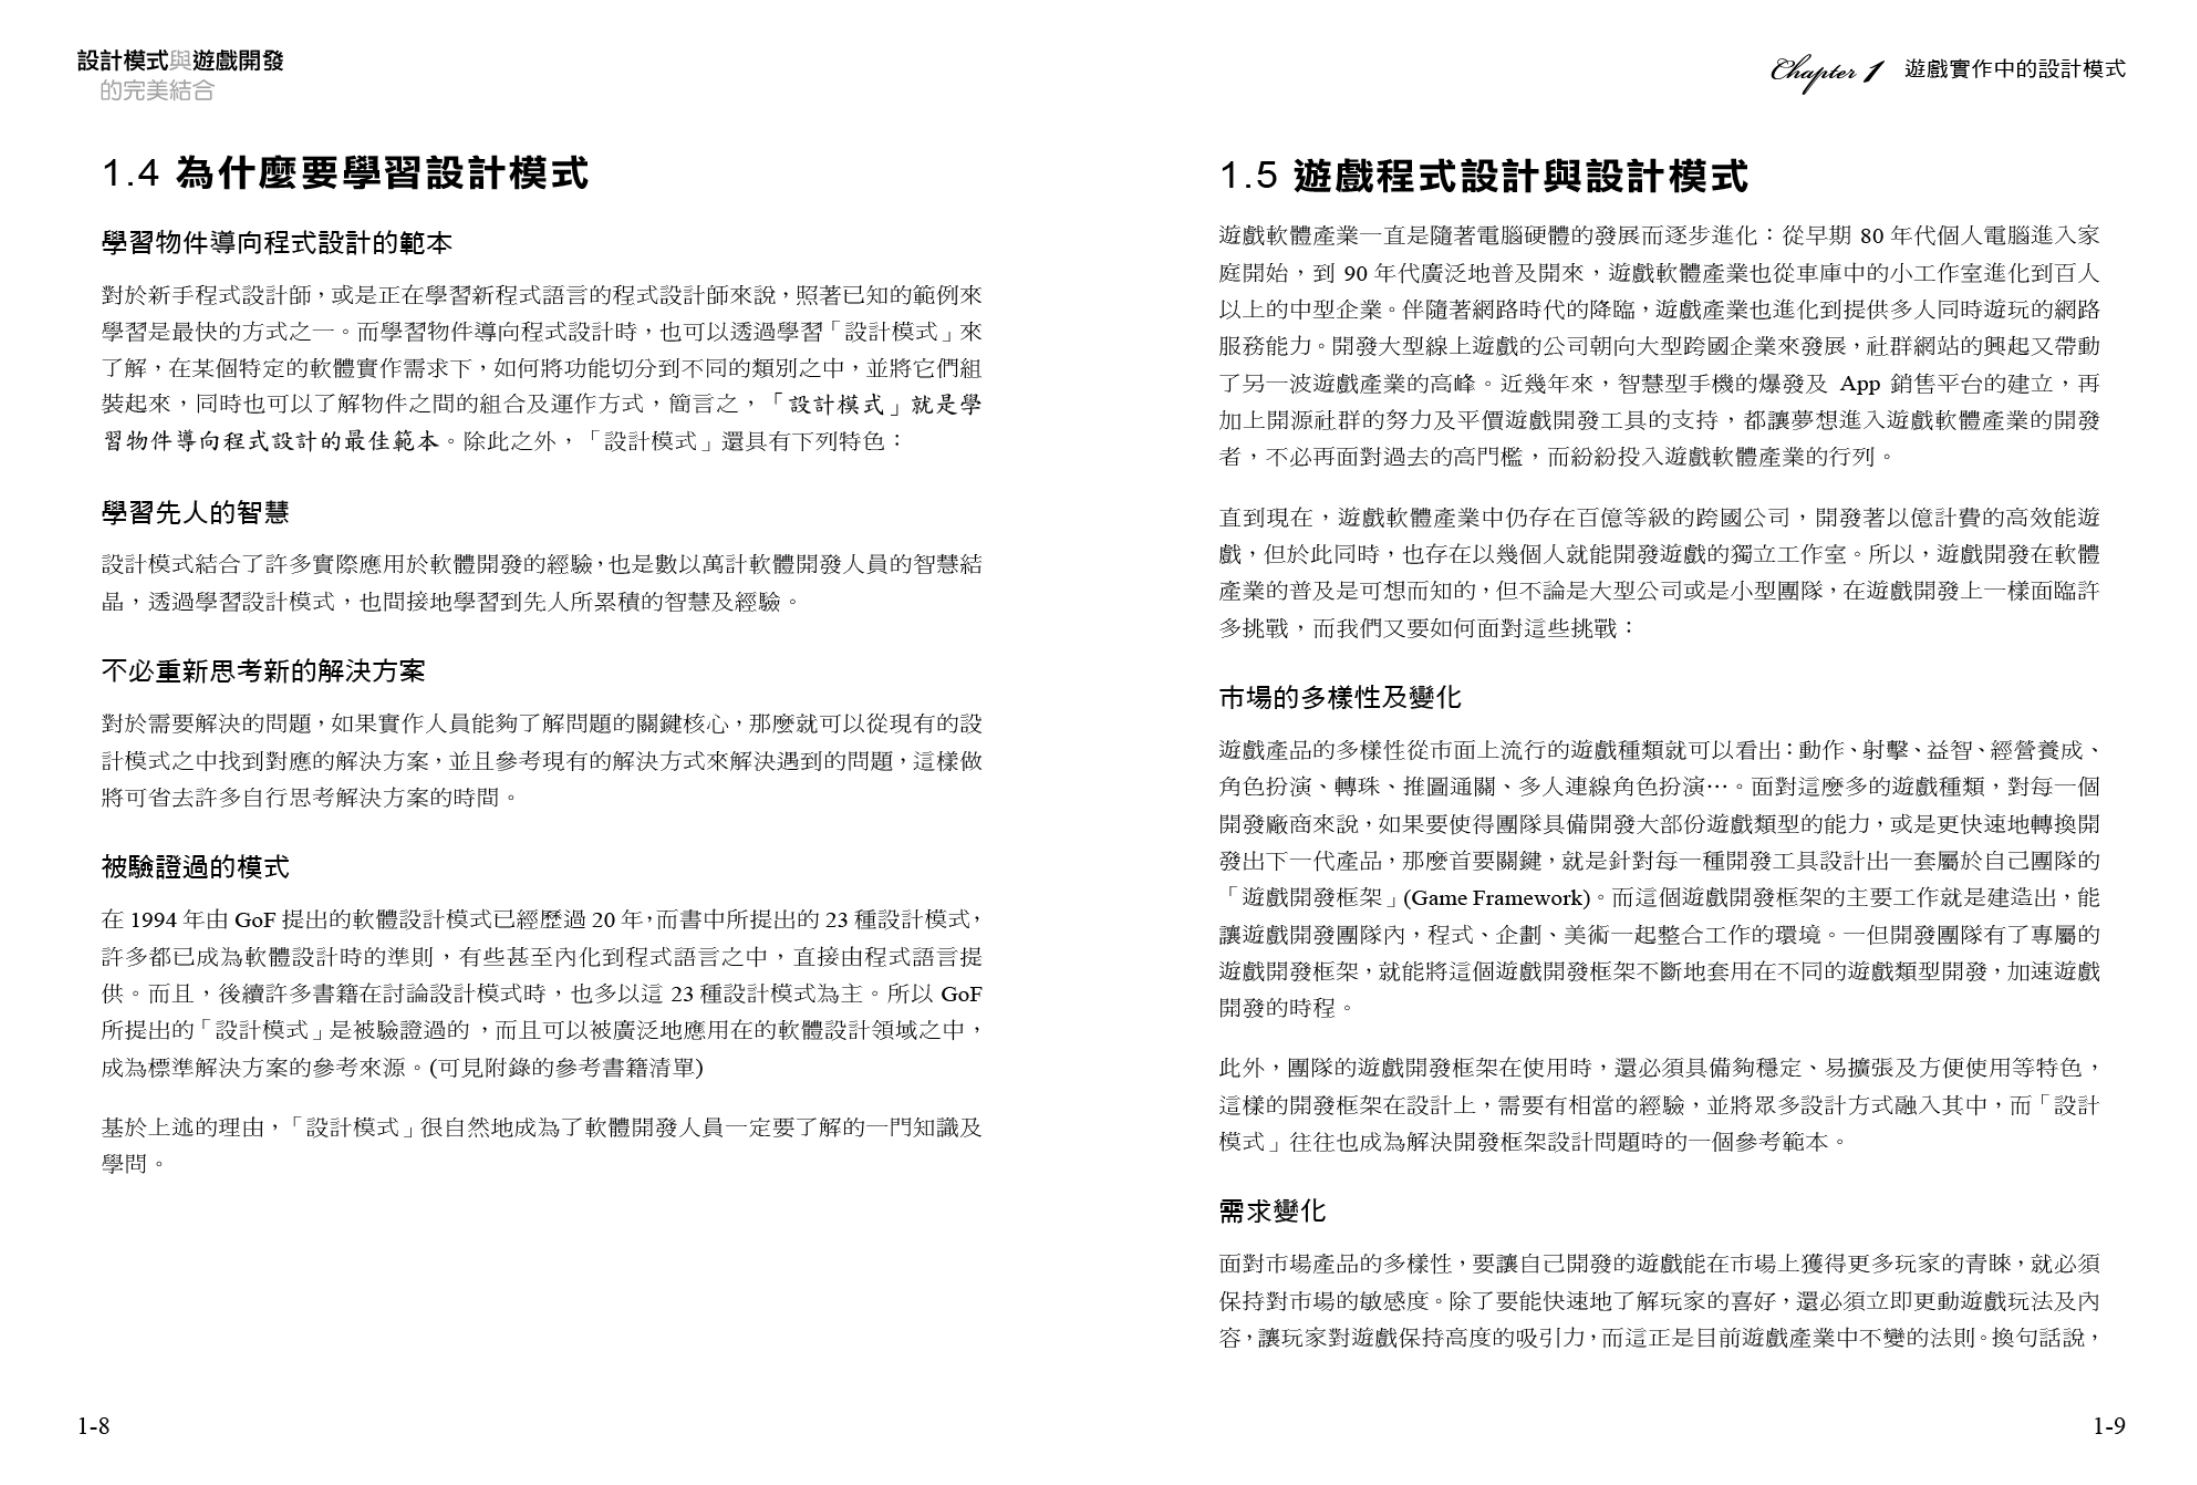 設計模式與遊戲開發
的完美結合
1.4 為什麼要學習設計模式
學習物件導向程式設計的範本
對於新手程式設計師，或是正在學習新程式語言的程式設計師來說，照著已知的範例來
學習是最快的方式之一。而學習物件導向程式設計時，也可以透過學習「設計模式」來
了解，在某個特定的軟體實作需求下，如何將功能切分到不同的類別之中，並將它們組
裝起來，同時也可以了解物件之間的組合及運作方式，簡言之，「設計模式」就是學
習物件導向程式設計的最佳範本。除此之外，「設計模式」還具有下列特色：
學習先人的智慧
設計模式結合了許多實際應用於軟體開發的經驗，也是數以萬計軟體開發人員的智慧結
晶，透過學習設計模式，也間接地學習到先人所累積的智慧及經驗。
不必重新思考新的解決方案
對於需要解決的問題，如果實作人員能夠了解問題的關鍵核心，那麼就可以從現有的設
計模式之中找到對應的解決方案，並且參考現有的解決方式來解決遇到的問題，這樣做
將可省去許多自行思考解決方案的時間。
被驗證過的模式
在 1994 年由 GoF 提出的軟體設計模式已經歷過 20 年，而書中所提出的 23 種設計模式，
許多都已成為軟體設計時的準則，有些甚至內化到程式語言之中，直接由程式語言提
供。而且，後續許多書籍在討論設計模式時，也多以這 23 種設計模式為主。所以 GoF
所提出的「設計模式」是被驗證過的，而且可以被廣泛地應用在的軟體設計領域之中，
成為標準解決方案的參考來源。(可見附錄的參考書籍清單)
基於上述的理由，「設計模式」很自然地成為了軟體開發人員一定要了解的一門知識及
學問。
1-8
Chapter 1 遊戲實作中的設計模式
1.5 遊戲程式設計與設計模式
遊戲軟體產業一直是隨著電腦硬體的發展而逐步進化：從早期 80 年代個人電腦進入家
庭開始，到 90 年代廣泛地普及開來，遊戲軟體產業也從車庫中的小工作室進化到百人
以上的中型企業。伴隨著網路時代的降臨，遊戲產業也進化到提供多人同時遊玩的網路
服務能力。開發大型線上遊戲的公司朝向大型跨國企業來發展，社群網站的興起又帶動
了另一波遊戲產業的高峰。近幾年來，智慧型手機的爆發及 App 銷售平台的建立，再
加上開源社群的努力及平價遊戲開發工具的支持，都讓夢想進入遊戲軟體產業的開發
者，不必再面對過去的高門檻，而紛紛投入遊戲軟體產業的行列。
直到現在，遊戲軟體產業中仍存在百億等級的跨國公司，開發著以億計費的高效能遊
戲，但於此同時，也存在以幾個人就能開發遊戲的獨立工作室。所以，遊戲開發在軟體
產業的普及是可想而知的，但不論是大型公司或是小型團隊，在遊戲開發上一樣面臨許
多挑戰，而我們又要如何面對這些挑戰：
市場的多樣性及變化
遊戲產品的多樣性從市面上流行的遊戲種類就可以看出：動作、射擊、益智、經營養成、
角色扮演、轉珠、推圖通關、多人連線角色扮演…。面對這麼多的遊戲種類，對每一個
開發廠商來說，如果要使得團隊具備開發大部份遊戲類型的能力，或是更快速地轉換開
發出下一代產品，那麼首要關鍵，就是針對每一種開發工具設計出一套屬於自己團隊的
「遊戲開發框架」(Game Framework)。而這個遊戲開發框架的主要工作就是建造出，能
讓遊戲開發團隊內，程式、企劃、美術一起整合工作的環境。一但開發團隊有了專屬的
遊戲開發框架，就能將這個遊戲開發框架不斷地套用在不同的遊戲類型開發，加速遊戲
開發的時程。
此外，團隊的遊戲開發框架在使用時，還必須具備夠穩定、易擴張及方便使用等特色，
這樣的開發框架在設計上，需要有相當的經驗，並將眾多設計方式融入其中，而「設計
模式」往往也成為解決開發框架設計問題時的一個參考範本。
需求變化
面對市場產品的多樣性，要讓自己開發的遊戲能在市場上獲得更多玩家的青睞，就必須
保持對市場的敏感度。除了要能快速地了解玩家的喜好，還必須立即更動遊戲玩法及內
容，讓玩家對遊戲保持高度的吸引力，而這正是目前遊戲產業中不變的法則。換句話說，
1-9